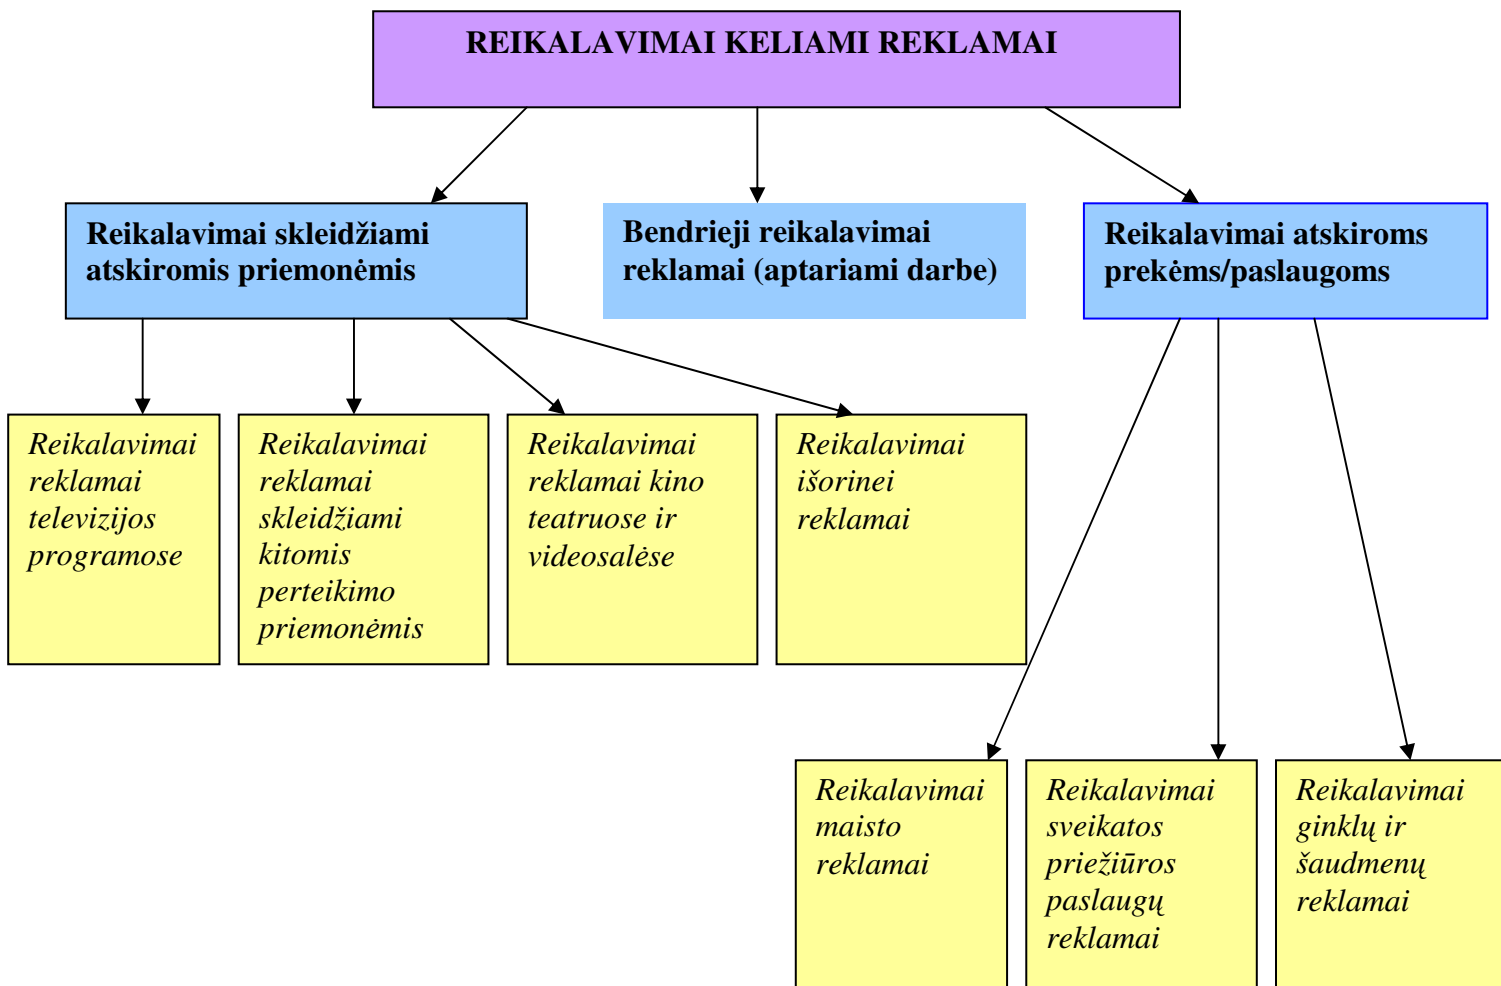 REIKALAVIMAI KELIAMI REKLAMAI
Reikalavimai skleidžiami
atskiromis priemonėmis
Bendrieji reikalavimai
reklamai (aptariami darbe)
Reikalavimai atskiroms
prekėms/paslaugoms
Reikalavimai
reklamai
televizijos
programose
Reikalavimai
reklamai
skleidžiami
kitomis
perteikimo
priemonėmis
Reikalavimai
reklamai kino
teatruose ir
videosalėse
Reikalavimai
išorinei
reklamai
Reikalavimai
maisto
reklamai
Reikalavimai
sveikatos
priežiūros
paslaugų
reklamai
Reikalavimai
ginklų ir
šaudmenų
reklamai